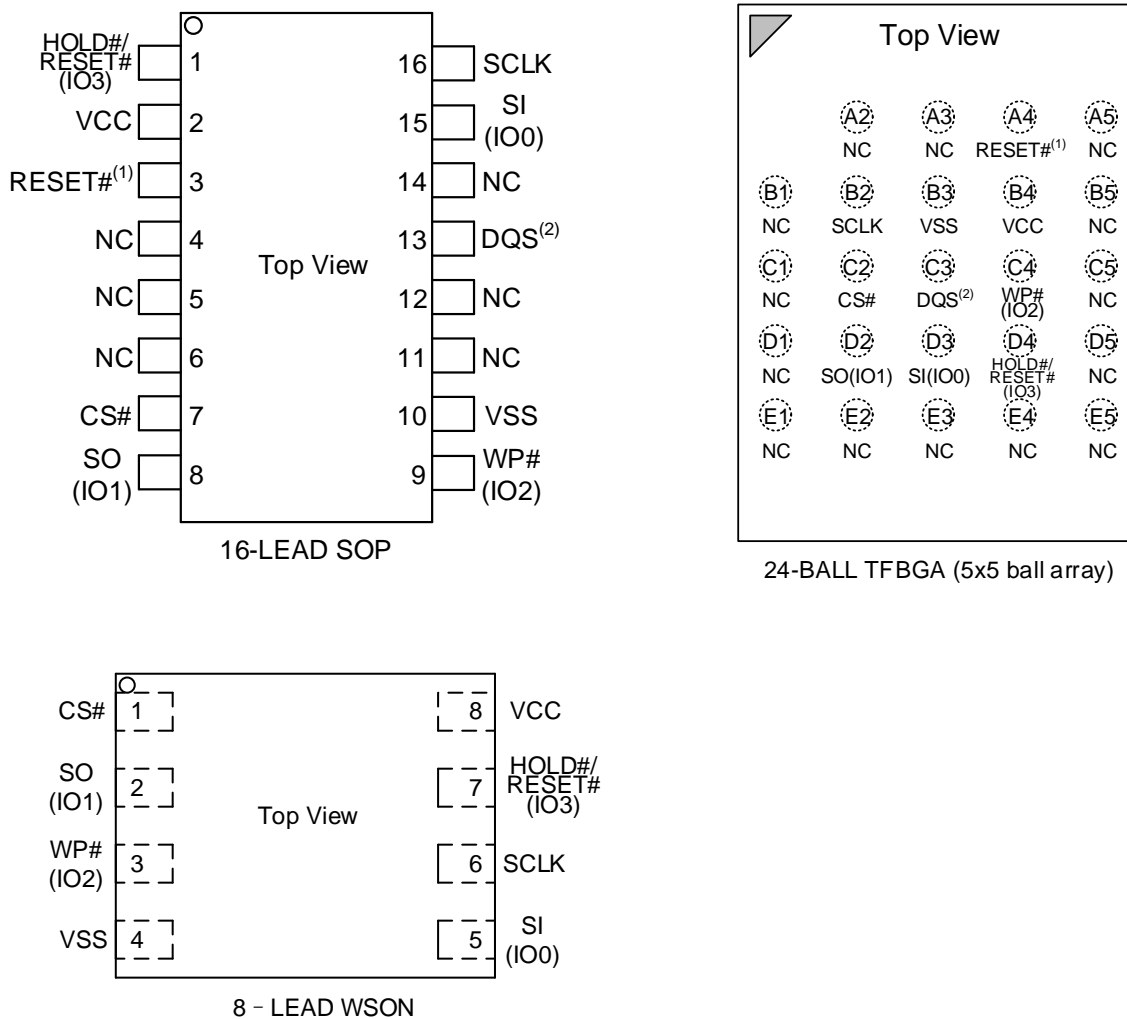 HOLD#/
RESET#
(IO3)
1
16
SCLK
VCC
2
15
SI
(IO0)
RESET#(1)
3
14
NC
NC
4
13
DQS(2)
Top View
NC
5
12
NC
NC
6
11
NC
CS#
7
10
VSS
SO
(IO1)
8
9
WP#
(IO2)
16-LEAD SOP
Top View
A2 A3 A4 A5
NC NC RESET#(1) NC
B1 B2 B3 B4 B5
NC SCLK VSS VCC NC
C1 C2 C3 C4 C5
NC CS# DQS(2) WP# (IO2) NC
D1 D2 D3 D4 D5
NC SO(IO1) SI(IO0) HOLD#/ RESET# (IO3) NC
E1 E2 E3 E4 E5
NC NC NC NC NC
24-BALL TFBGA (5x5 ball array)
CS#
1
8
VCC
SO
(IO1)
2
7
HOLD#/
RESET#
(IO3)
Top View
WP#
(IO2)
3
6
SCLK
VSS
4
5
SI
(IO0)
8 - LEAD WSON